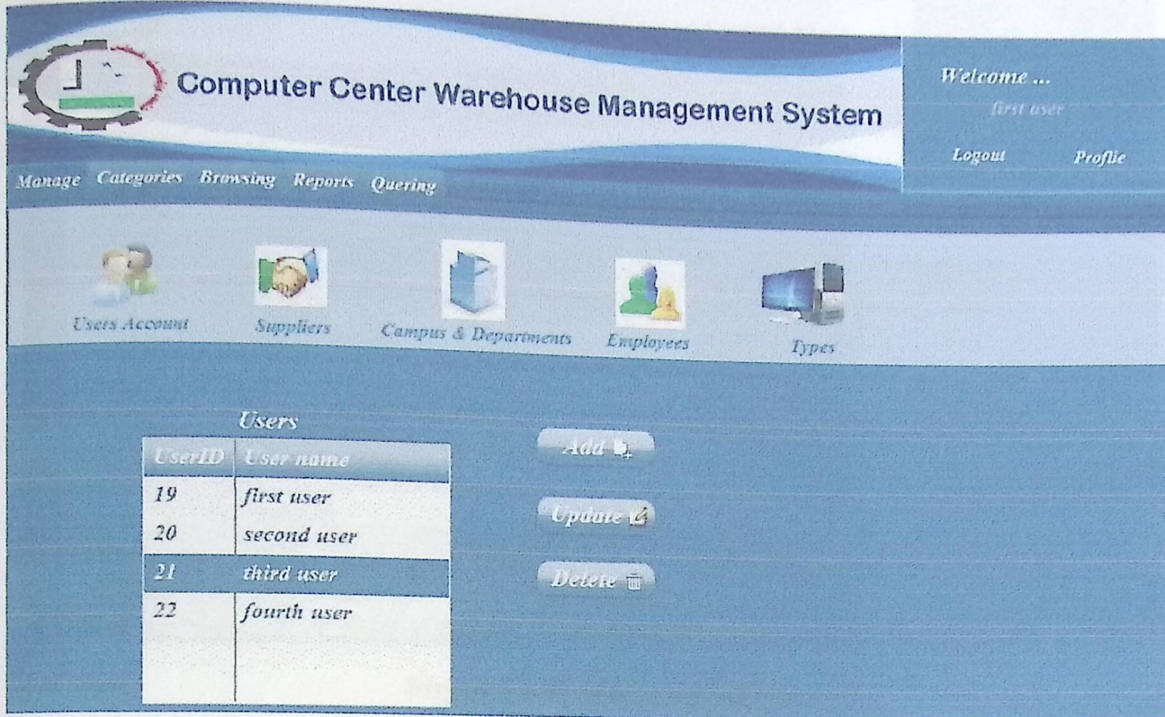 Computer Center Warehouse Management System
Welcome ...
first user
Logout Proflie
Manage Categories Browsing Reports Quering
Users Account Suppliers Campus & Departments Employees Types
Users
UserID User name
19 first user
20 second user
21 third user
22 fourth user
Add
Update
Delete